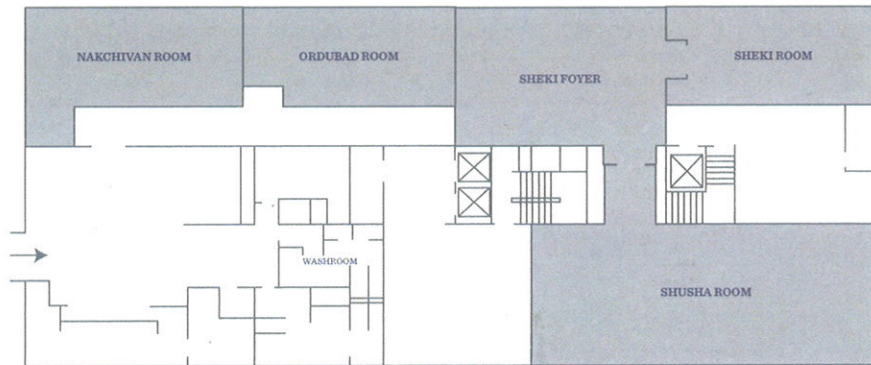 NAKCHIVAN ROOM
ORDUBAD ROOM
SHEKI FOYER
SHEKI ROOM
WASHROOM
SHUSHA ROOM